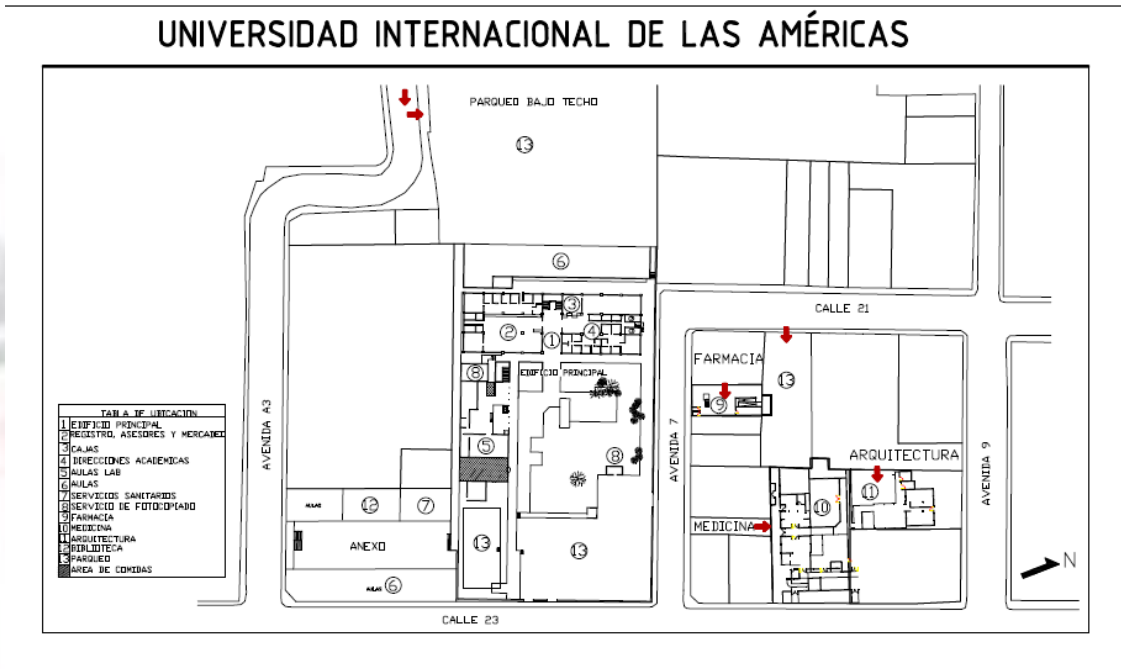 UNIVERSIDAD INTERNACIONAL DE LAS AMÉRICAS
PARQUEO BAJO TECHO
13
6
CALLE 21
3
2
4
1
FARMACIA
EDIFICIO PRINCIPAL
8
13
9
AVENIDA A3
AVENIDA 7
AVENIDA 9
5
8
ARQUITECTURA
11
AULAS
12
7
10
MEDICINA
ANEXO
13
13
AULAS
6
N
CALLE 23
TABLA DE UBICACION
1 EDIFICIO PRINCIPAL
2 REGISTRO, ASESORES Y MERCADEO
3 CAJAS
4 DIRECCIONES ACADEMICAS
5 AULAS LAB
6 AULAS
7 SERVICIOS SANITARIOS
8 SERVICIO DE FOTOCOPIADO
9 FARMACIA
10 MEDICINA
11 ARQUITECTURA
12 BIBLIOTECA
13 PARQUEO
AREA DE COMIDAS